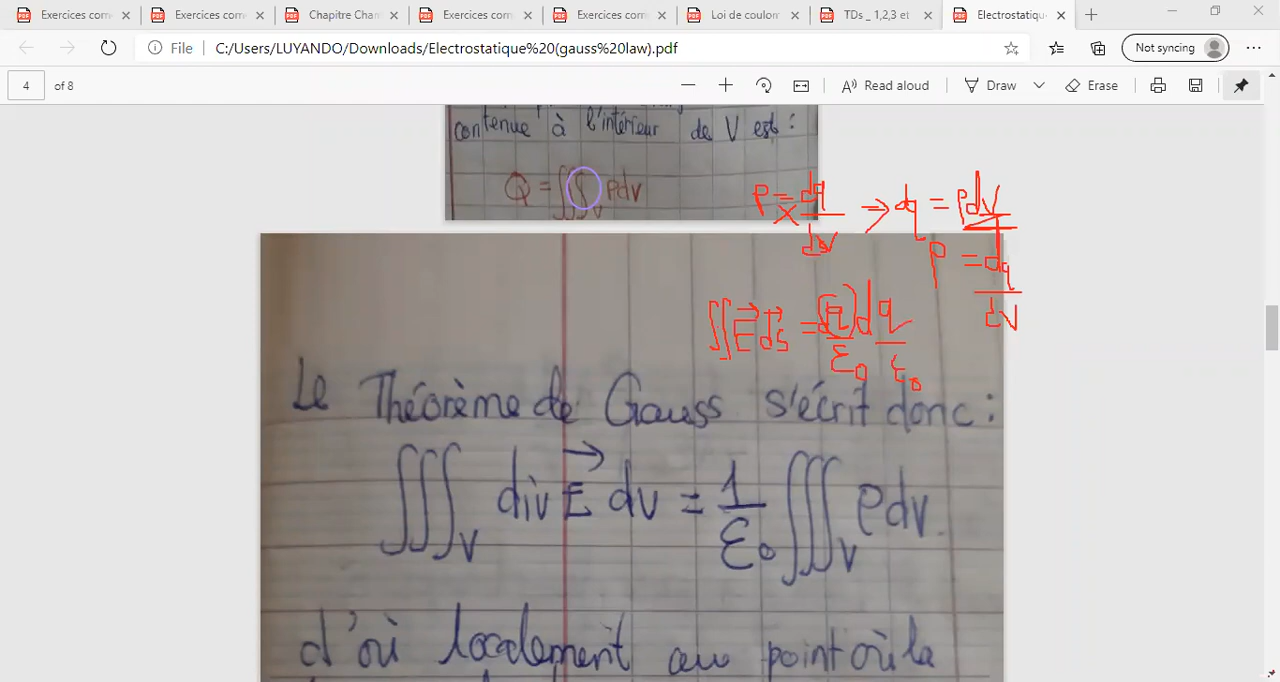 Exercices com
Exercices com
Chapitre Cha
Exercices com
Exercices com
Loi de coulom
TDs _ 1,2,3 et
Electrostatiqu
File C:/Users/LUYANDO/Downloads/Electrostatique%20(gauss%20law).pdf
Not syncing
4 of 8
Read aloud
Draw
Erase
contenue à l'intérieur de V est:
Q = ∭_V ρdv
ρ = dq/dv → dq = ρdv
ρ = dq/dv
∬ E⃗ ds⃗ = (q)/ε₀ dq/ε₀
Le Théorème de Gauss s'écrit donc:
∭_V div E⃗ dv = 1/ε₀ ∭_V ρdv
d'où localement au point où la